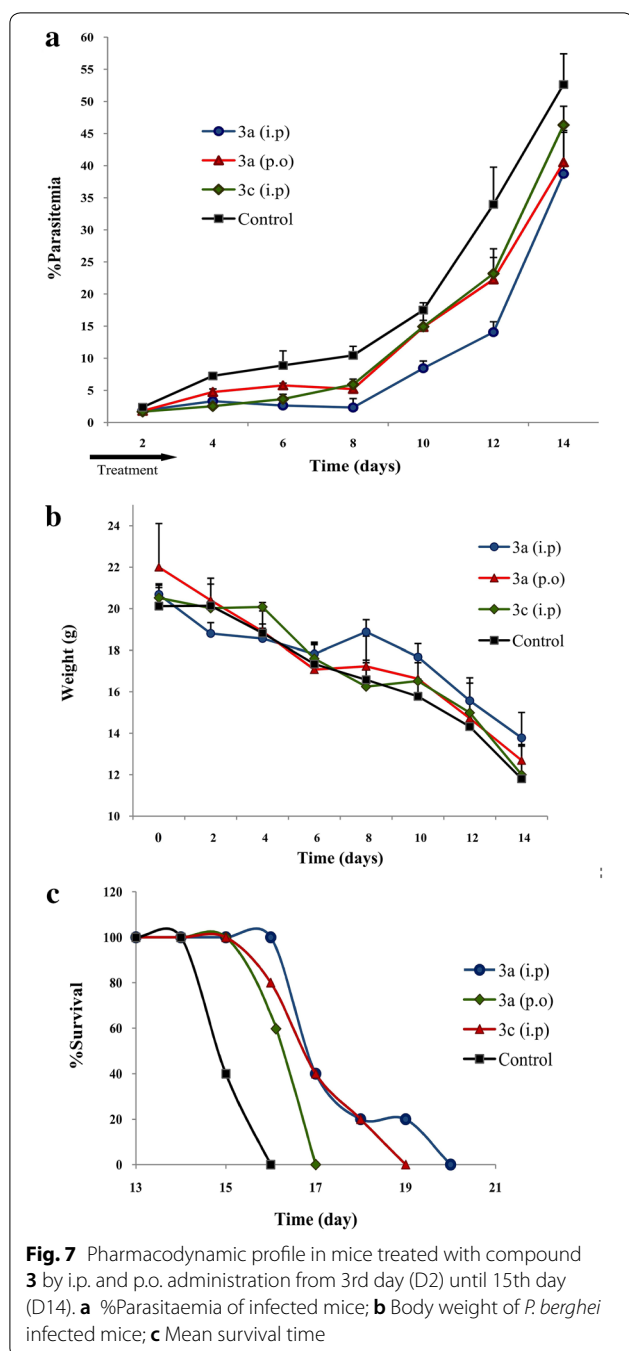 a
60
55
50
45
40
35
30
25
20
15
10
5
0
%Parasitemia
3a (i.p)
3a (p.o)
3c (i.p)
Control
2 4 6 8 10 12 14
Treatment
Time (days)
b
24
22
20
18
16
14
12
10
Weight (g)
3a (i.p)
3a (p.o)
3c (i.p)
Control
0 2 4 6 8 10 12 14
Time (days)
c
120
100
80
60
40
20
0
%Survival
3a (i.p)
3a (p.o)
3c (i.p)
Control
13 15 17 19 21
Time (day)
Fig. 7 Pharmacodynamic profile in mice treated with compound
3 by i.p. and p.o. administration from 3rd day (D2) until 15th day
(D14). a %Parasitaemia of infected mice; b Body weight of P. berghei
infected mice; c Mean survival time